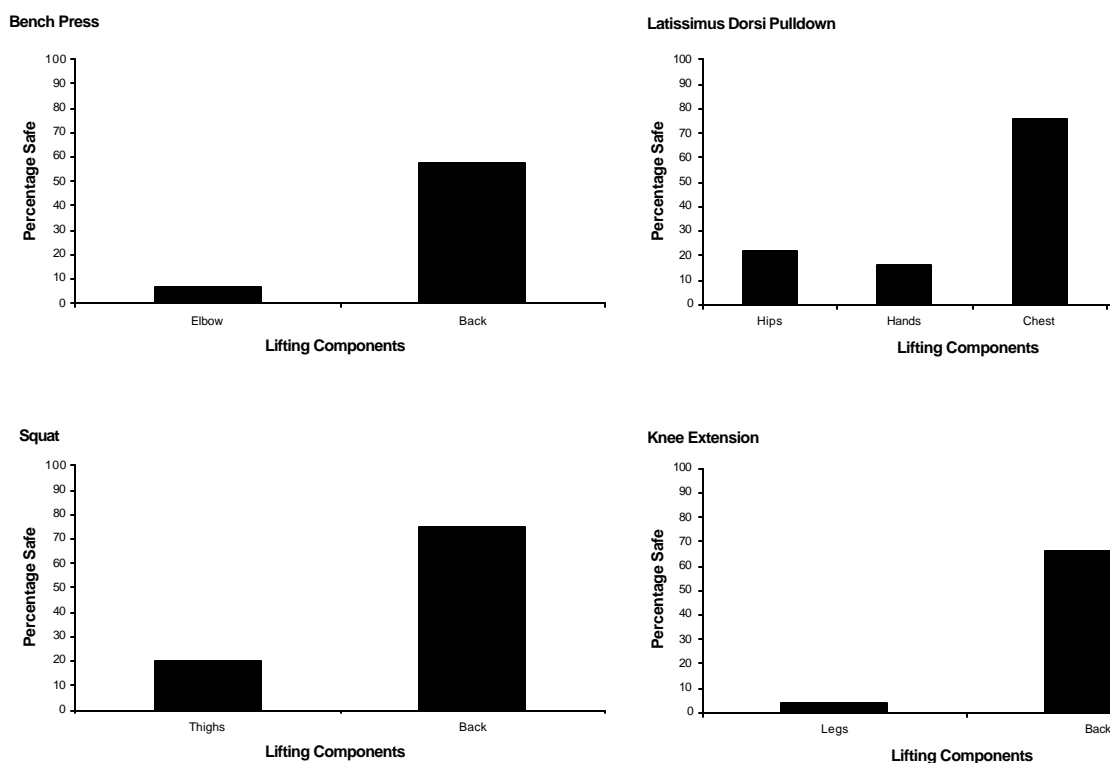 Bench Press
100
90
80
70
60
50
40
30
20
10
0
Percentage Safe
Elbow Back
Lifting Components
Latissimus Dorsi Pulldown
100
90
80
70
60
50
40
30
20
10
0
Percentage Safe
Hips Hands Chest
Lifting Components
Squat
100
90
80
70
60
50
40
30
20
10
0
Percentage Safe
Thighs Back
Lifting Components
Knee Extension
100
90
80
70
60
50
40
30
20
10
0
Percentage Safe
Legs Back
Lifting Components